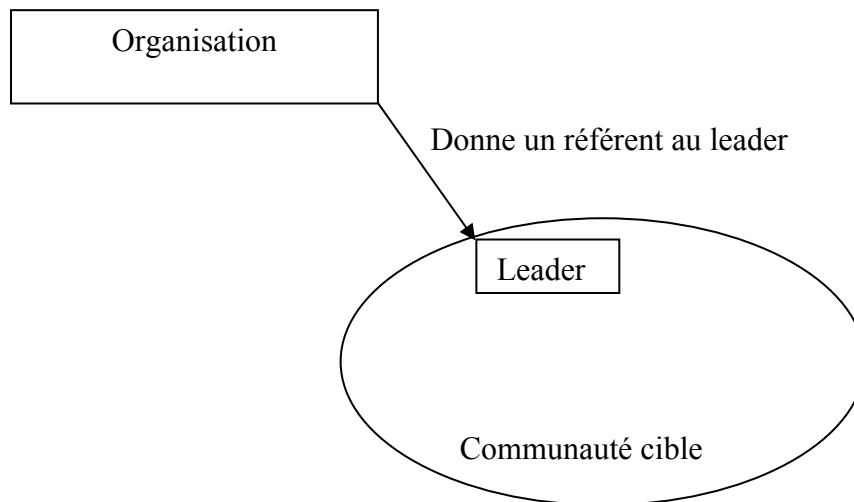 Organisation
Donne un référent au leader
Leader
Communauté cible